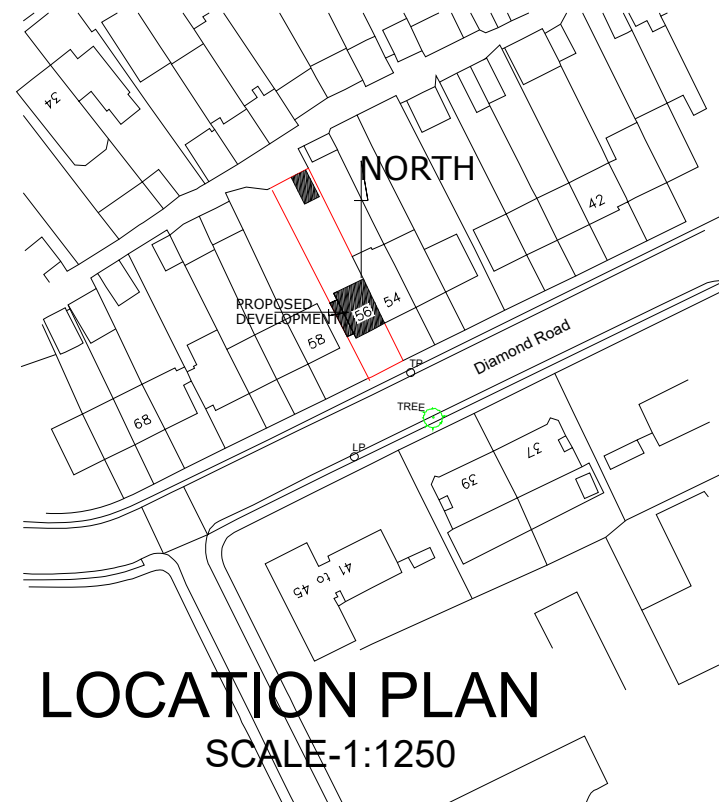 34
NORTH
42
PROPOSED
DEVELOPMENT
56
54
58
Diamond Road
TP
TREE
68
LP
37
39
41 to 45
LOCATION PLAN
SCALE-1:1250